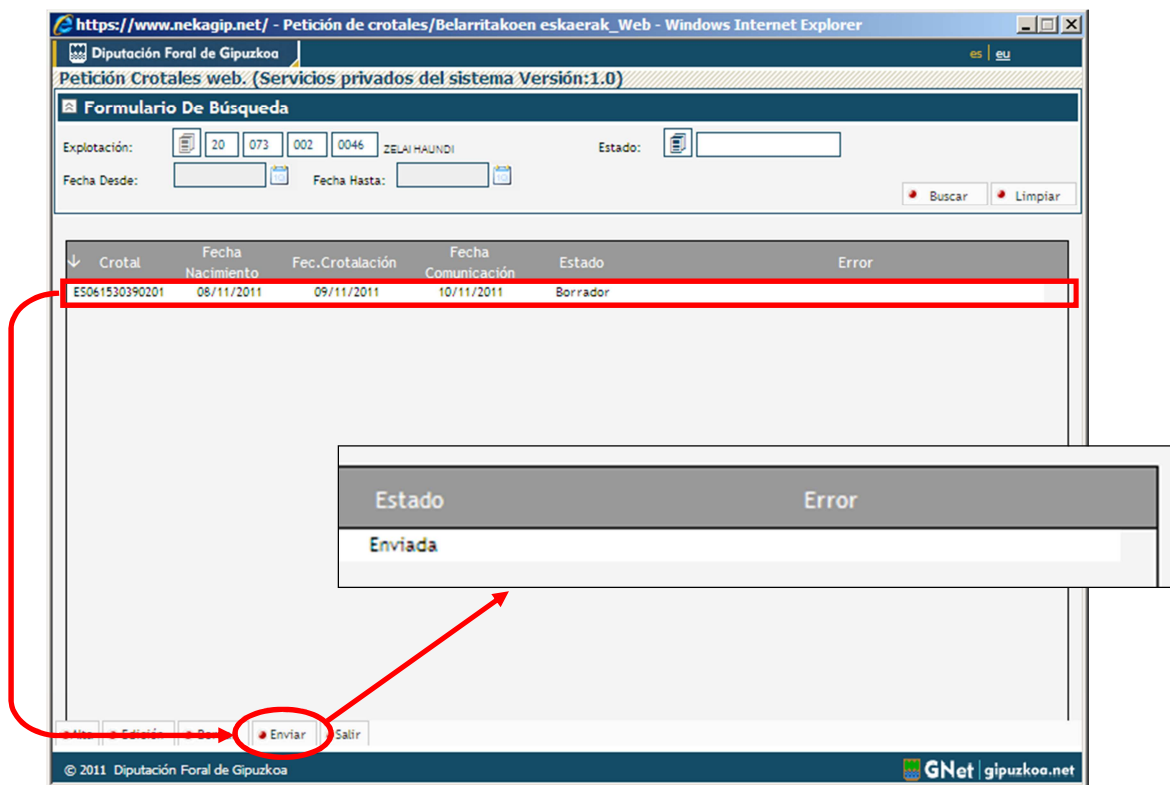 https://www.nekagip.net/ - Petición de crotales/Belarritakoen eskaerak_Web - Windows Internet Explorer
Diputación Foral de Gipuzkoa es | eu
Petición Crotales web. (Servicios privados del sistema Versión:1.0)
Formulario De Búsqueda
Explotación: 20 073 002 0046 ZELAI HAUNDI Estado:
Fecha Desde: Fecha Hasta:
Buscar Limpiar
Crotal Fecha Nacimiento Fec.Crotalación Fecha Comunicación Estado Error
ES061530390201 08/11/2011 09/11/2011 10/11/2011 Borrador
Estado Error
Enviada
Alta Edición Enviar Salir
© 2011 Diputación Foral de Gipuzkoa GNet gipuzkoa.net